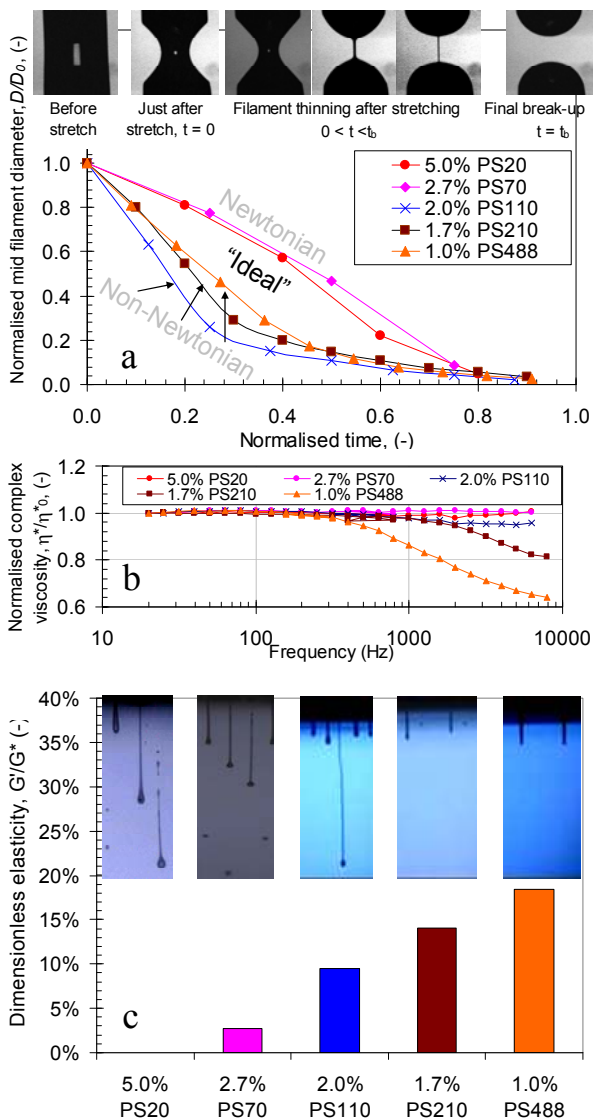 Before
stretch
Just after
stretch, t = 0
Filament thinning after stretching
0 < t <tb
Final break-up
t = tb
Normalised mid filament diameter, D/D0, (-)
1.0
0.8
0.6
0.4
0.2
0.0
Newtonian
"Ideal"
Non-Newtonian
5.0% PS20
2.7% PS70
2.0% PS110
1.7% PS210
1.0% PS488
a
0.0 0.2 0.4 0.6 0.8 1.0
Normalised time, (-)
Normalised complex
viscosity, η*/η*0, (-)
1.2
1.0
0.8
0.6
5.0% PS20 2.7% PS70 2.0% PS110
1.7% PS210 1.0% PS488
b
10 100 1000 10000
Frequency (Hz)
Dimensionless elasticity, G'/G* (-)
40%
35%
30%
25%
20%
15%
10%
5%
0%
c
5.0% 2.7% 2.0% 1.7% 1.0%
PS20 PS70 PS110 PS210 PS488